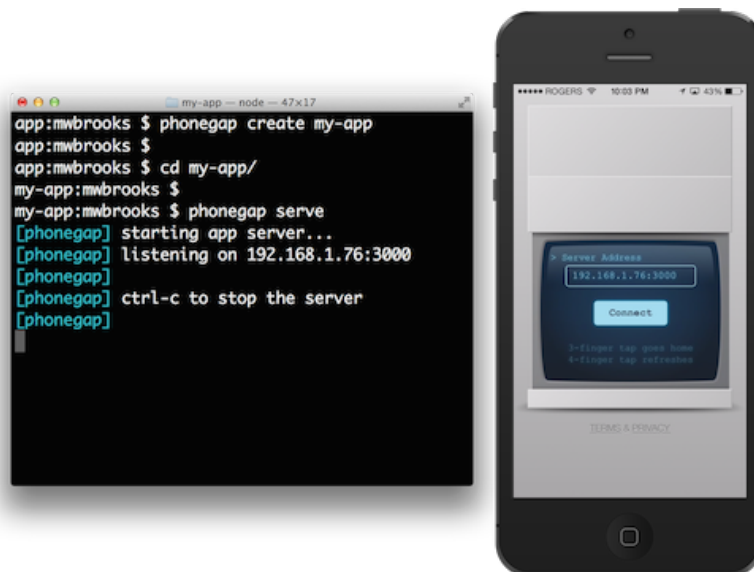 my-app — node — 47×17
app:mwbrooks $ phonegap create my-app
app:mwbrooks $
app:mwbrooks $ cd my-app/
my-app:mwbrooks $
my-app:mwbrooks $ phonegap serve
[phonegap] starting app server...
[phonegap] listening on 192.168.1.76:3000
[phonegap]
[phonegap] ctrl-c to stop the server
[phonegap]
ROGERS 10:03 PM 43%
> Server Address
192.168.1.76:3000
Connect
3-finger tap goes home
4-finger tap refreshes
TERMS & PRIVACY